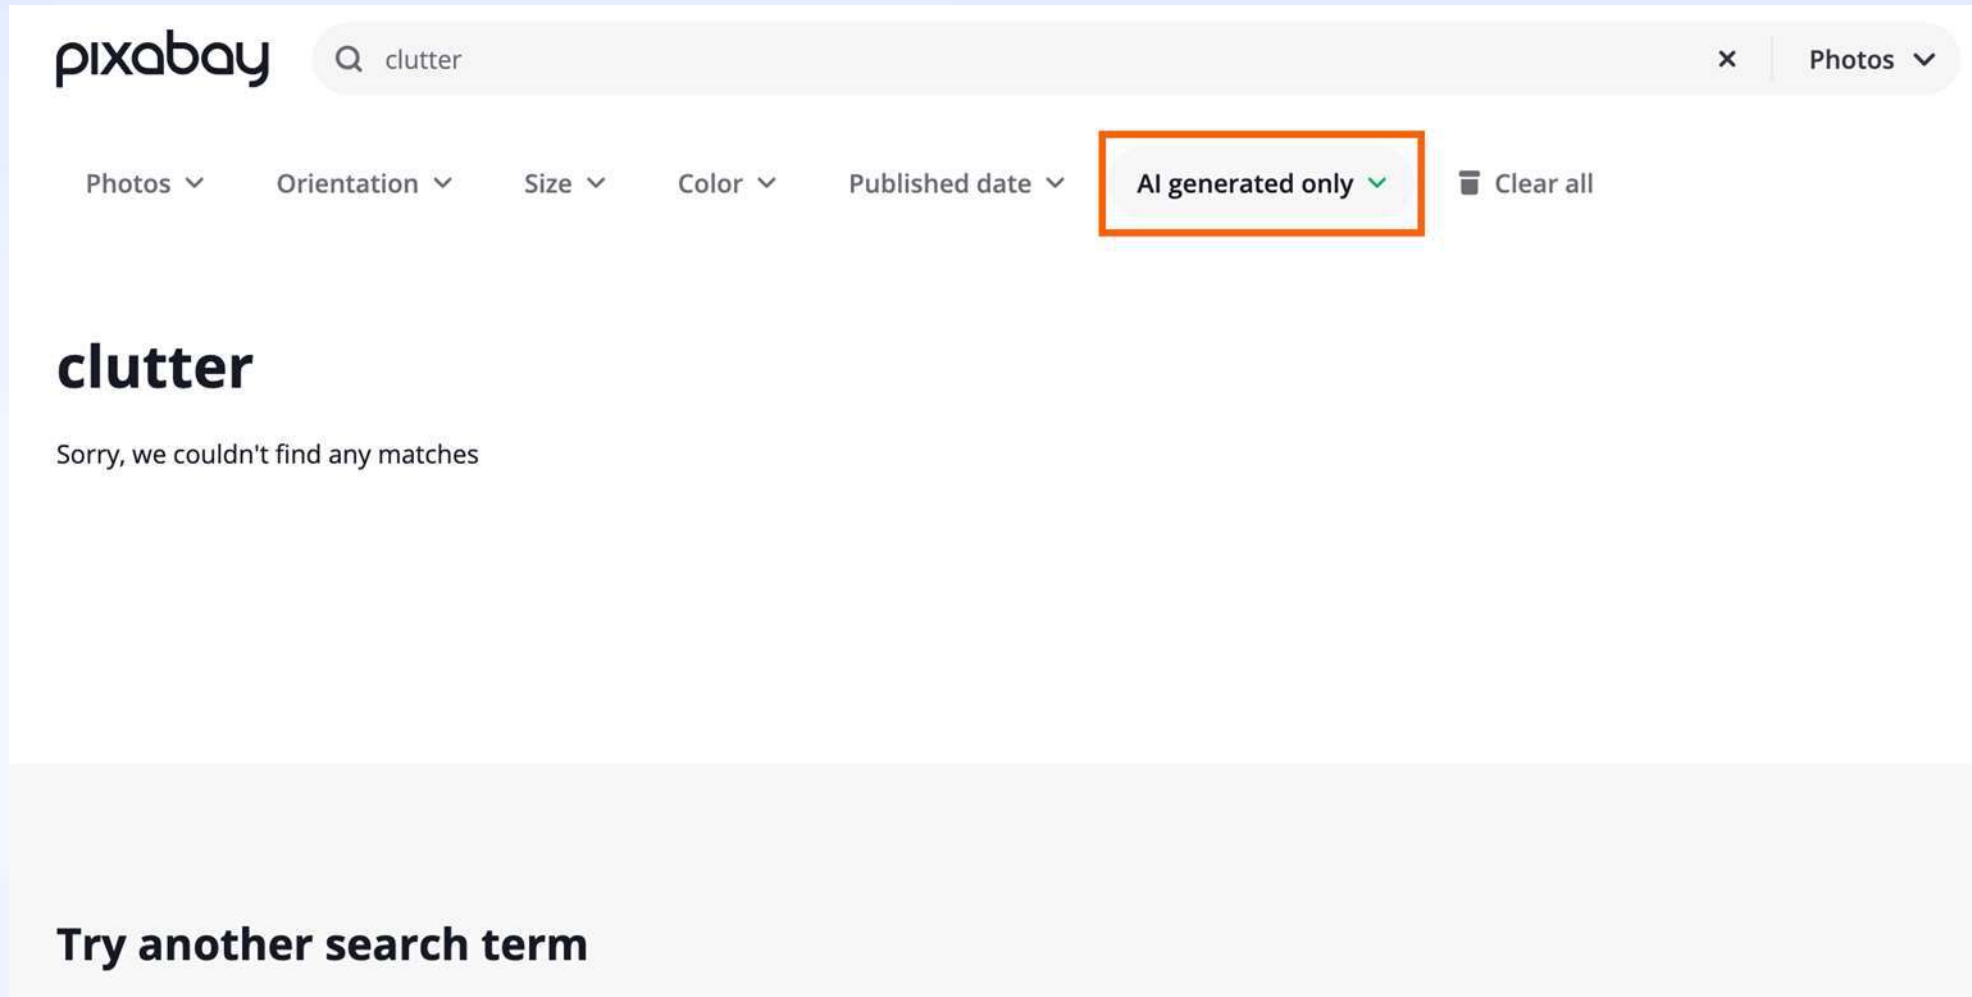 pixabay
clutter
Photos
Photos
Orientation
Size
Color
Published date
AI generated only
Clear all
clutter
Sorry, we couldn't find any matches
Try another search term